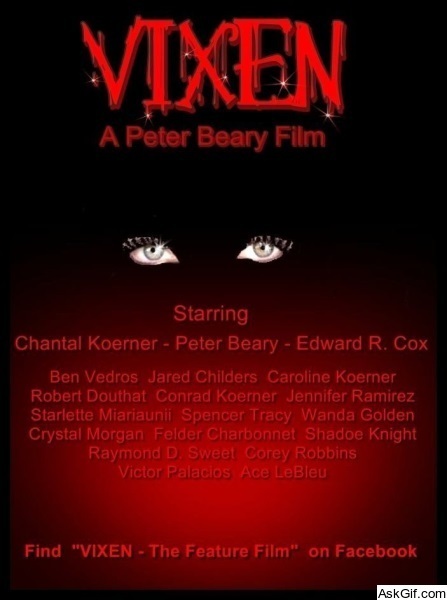 VIXEN
A Peter Beary Film
Starring
Chantal Koerner - Peter Beary - Edward R. Cox
Ben Vedros Jared Childers Caroline Koerner
Robert Douthat Conrad Koerner Jennifer Ramirez
Starlette Miariaunii Spencer Tracy Wanda Golden
Crystal Morgan Felder Charbonnet Shadoe Knight
Raymond D. Sweet Corey Robbins
Victor Palacios Ace LeBleu
Find "VIXEN - The Feature Film" on Facebook
AskGif.com